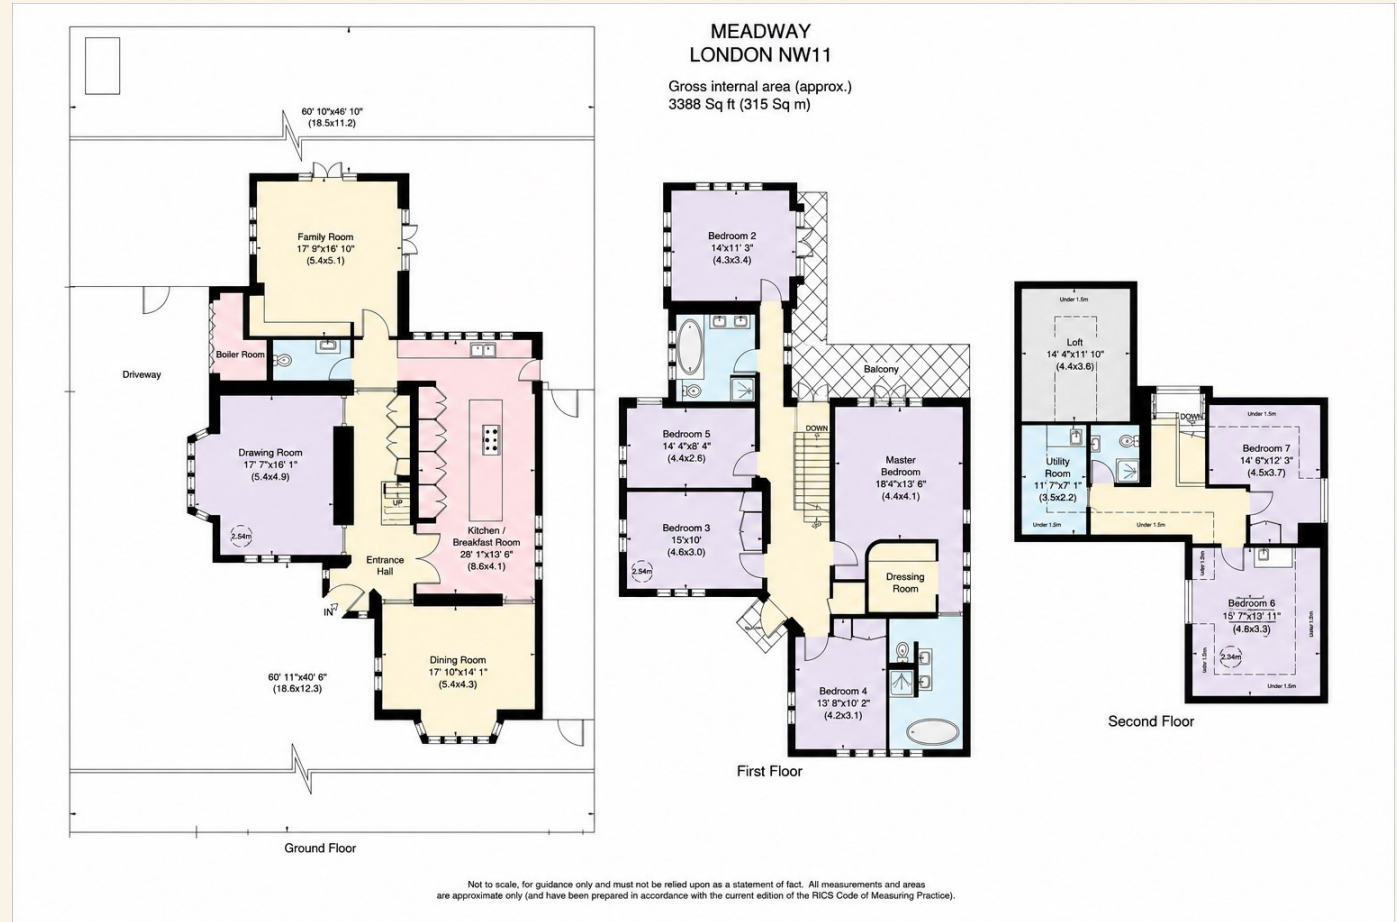 MEADWAY
LONDON NW11
Gross internal area (approx.)
3388 Sq ft (315 Sq m)
60' 10"x46' 10"
(18.5x11.2)
Family Room
17' 9"x16' 10"
(5.4x5.1)
Boiler Room
Driveway
Drawing Room
17' 7"x16' 1"
(5.4x4.9)
2.54m
UP
Kitchen /
Breakfast Room
28' 1"x13' 6"
(8.6x4.1)
Entrance
Hall
IN
Dining Room
17' 10"x14' 1"
(5.4x4.3)
60' 11"x40' 6"
(18.6x12.3)
Ground Floor
Bedroom 2
14'x11' 3"
(4.3x3.4)
Balcony
Bedroom 5
14' 4"x8' 4"
(4.4x2.6)
DOWN
Master
Bedroom
18'4"x13' 6"
(4.4x4.1)
Bedroom 3
15'x10'
(4.6x3.0)
2.54m
Dressing
Room
Bedroom 4
13' 8"x10' 2"
(4.2x3.1)
First Floor
Under 1.5m
Loft
14' 4"x11' 10"
(4.4x3.6)
DOWN
Under 1.5m
Bedroom 7
14' 6"x12' 3"
(4.5x3.7)
Utility
Room
11' 7"x7' 1"
(3.5x2.2)
Under 1.5m
Under 1.5m
Bedroom 6
15' 7"x13' 11"
(4.8x3.3)
2.34m
Under 1.5m
Under 1.5m
Second Floor
Not to scale, for guidance only and must not be relied upon as a statement of fact. All measurements and areas
are approximate only (and have been prepared in accordance with the current edition of the RICS Code of Measuring Practice).